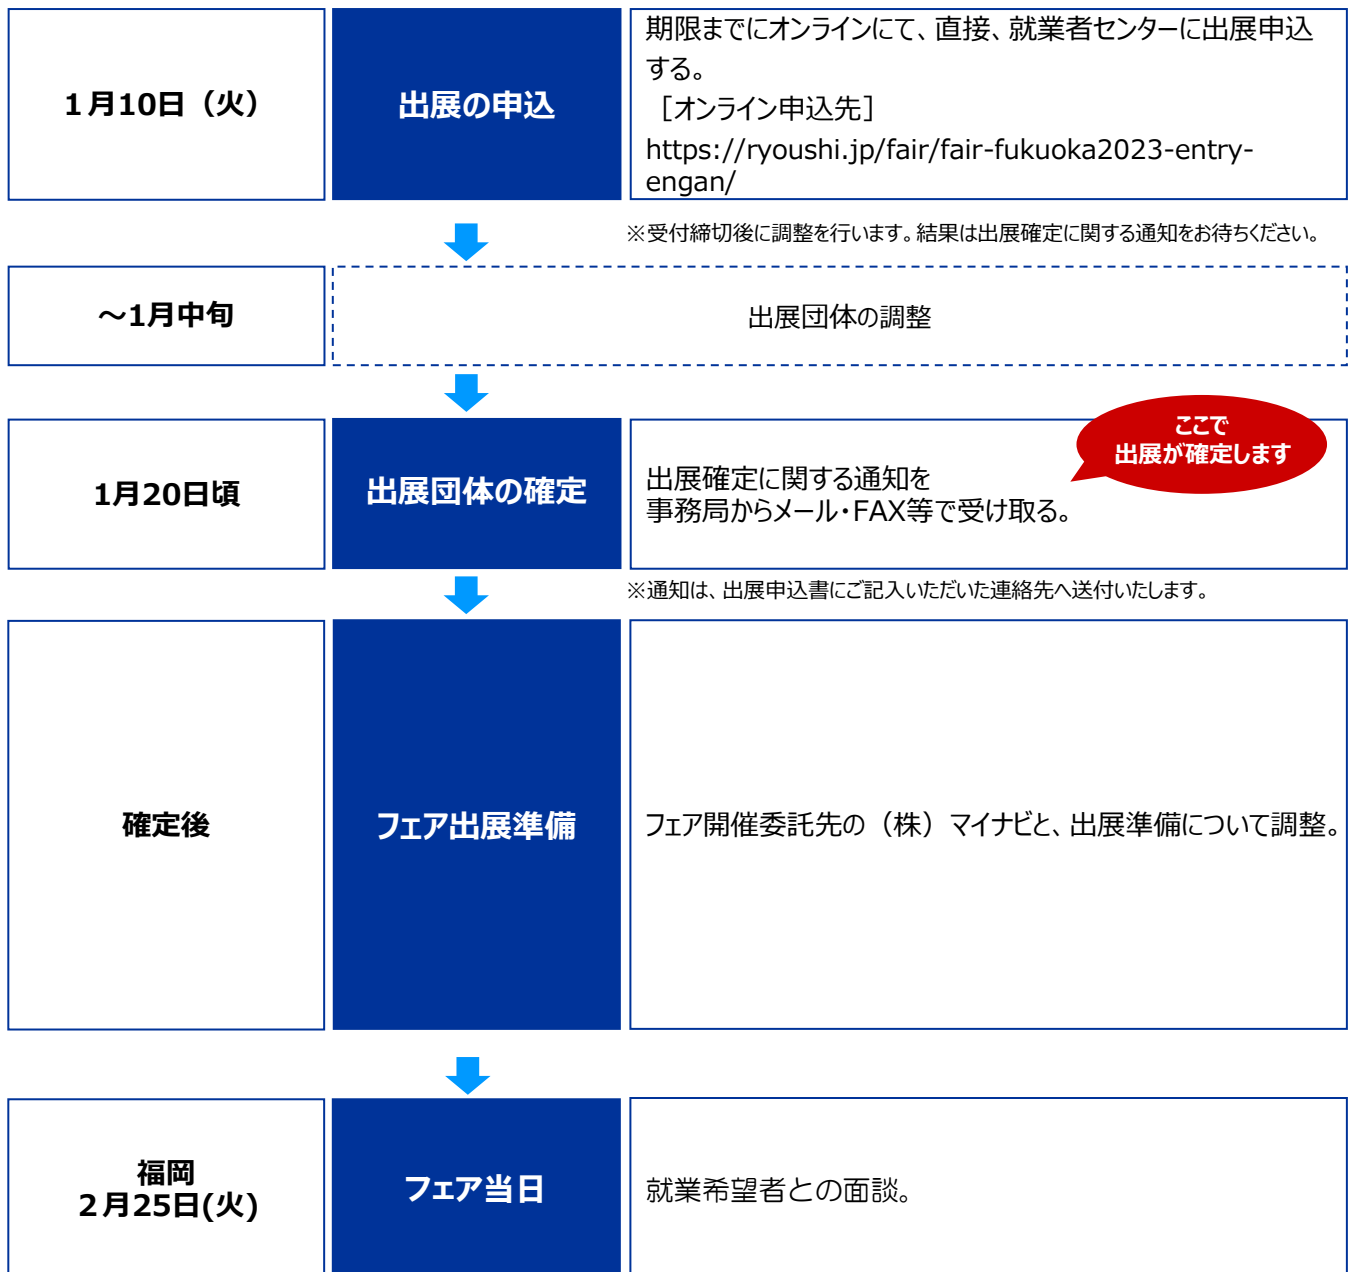 １月10日（火）
出展の申込
期限までにオンラインにて、直接、就業者センターに出展申込
する。
［オンライン申込先］
https://ryoushi.jp/fair/fair-fukuoka2023-entry-
engan/
※受付締切後に調整を行います。結果は出展確定に関する通知をお待ちください。
～1月中旬
出展団体の調整
1月20日頃
出展団体の確定
ここで
出展が確定します
出展確定に関する通知を
事務局からメール・FAX等で受け取る。
※通知は、出展申込書にご記入いただいた連絡先へ送付いたします。
確定後
フェア出展準備
フェア開催委託先の（株）マイナビと、出展準備について調整。
福岡
２月25日(火)
フェア当日
就業希望者との面談。